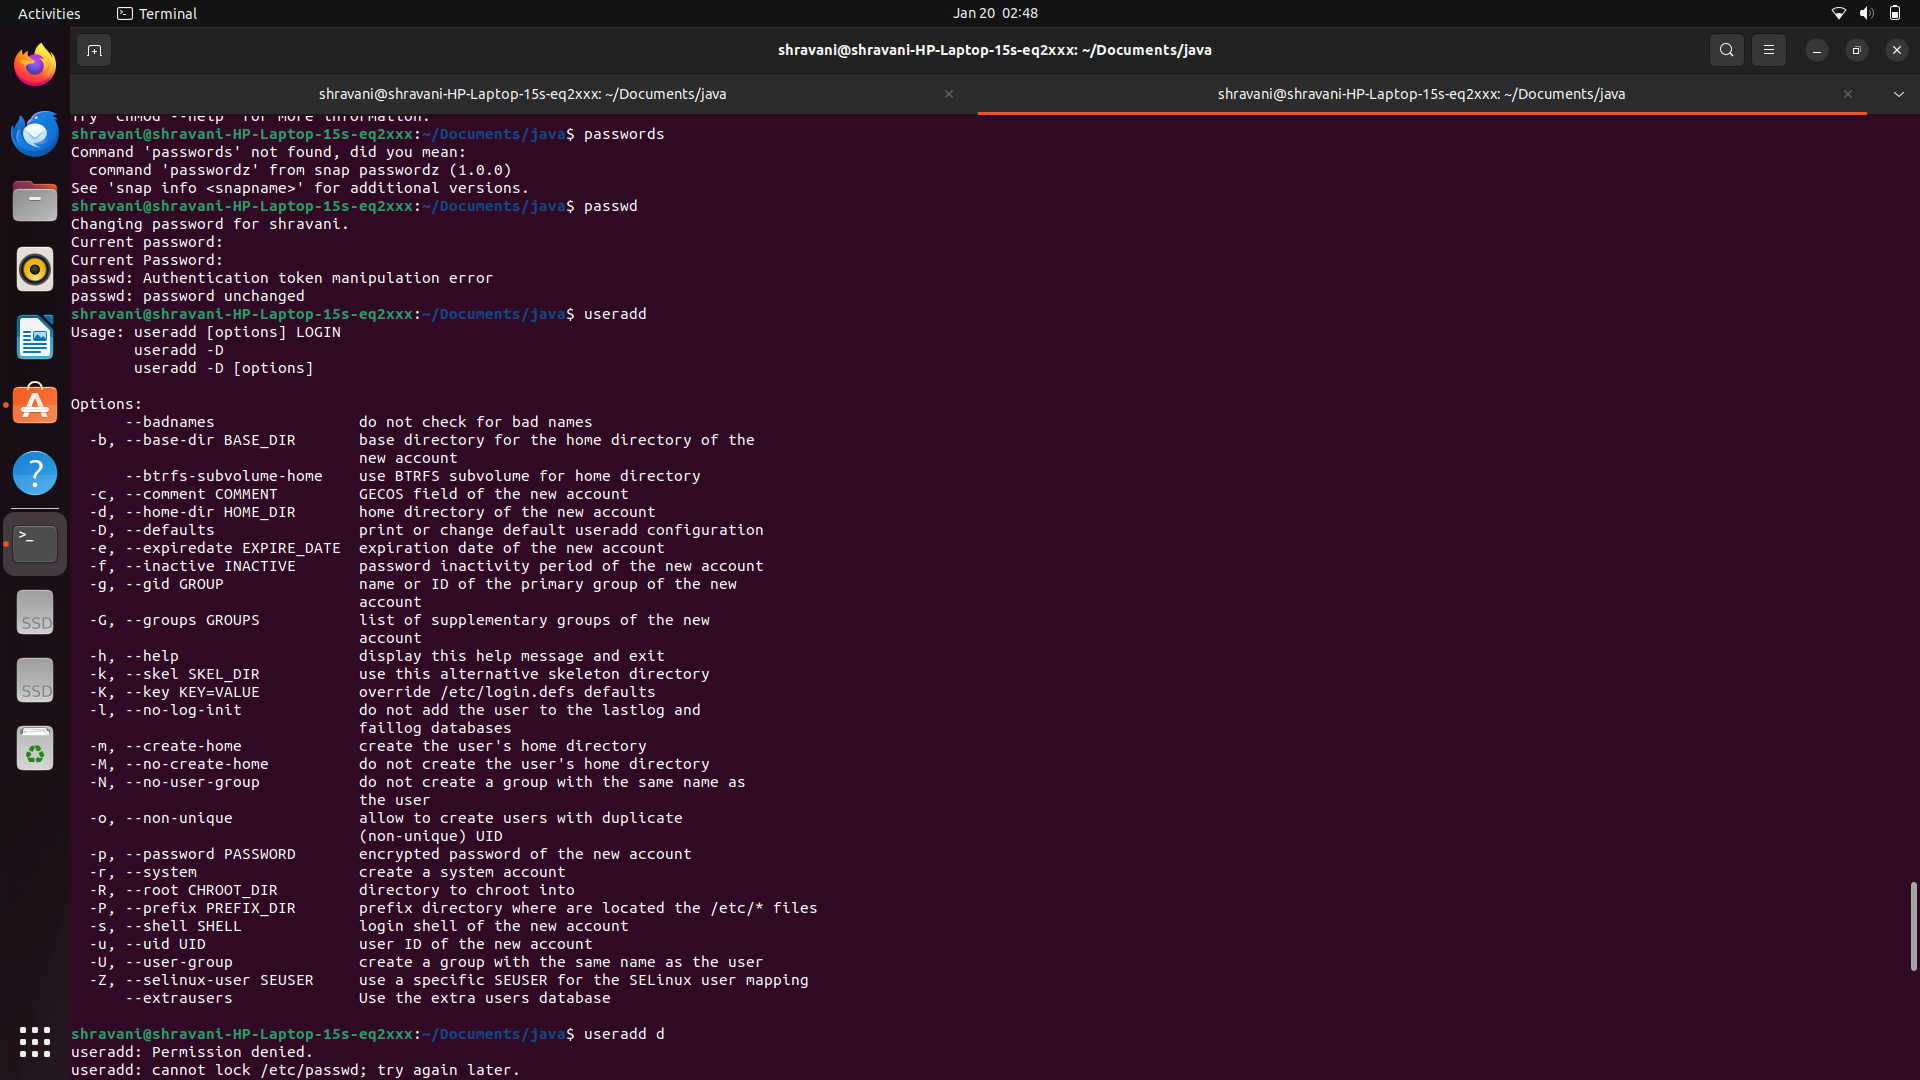 Activities
Terminal
Jan 20 02:48
shravani@shravani-HP-Laptop-15s-eq2xxx: ~/Documents/java
shravani@shravani-HP-Laptop-15s-eq2xxx: ~/Documents/java
shravani@shravani-HP-Laptop-15s-eq2xxx: ~/Documents/java
Try 'chmod --help' for more information.
shravani@shravani-HP-Laptop-15s-eq2xxx:~/Documents/java$ passwords
Command 'passwords' not found, did you mean:
  command 'passwordz' from snap passwordz (1.0.0)
See 'snap info <snapname>' for additional versions.
shravani@shravani-HP-Laptop-15s-eq2xxx:~/Documents/java$ passwd
Changing password for shravani.
Current password:
Current Password:
passwd: Authentication token manipulation error
passwd: password unchanged
shravani@shravani-HP-Laptop-15s-eq2xxx:~/Documents/java$ useradd
Usage: useradd [options] LOGIN
       useradd -D
       useradd -D [options]

Options:
      --badnames                do not check for bad names
  -b, --base-dir BASE_DIR       base directory for the home directory of the
                                new account
      --btrfs-subvolume-home    use BTRFS subvolume for home directory
  -c, --comment COMMENT         GECOS field of the new account
  -d, --home-dir HOME_DIR       home directory of the new account
  -D, --defaults                print or change default useradd configuration
  -e, --expiredate EXPIRE_DATE  expiration date of the new account
  -f, --inactive INACTIVE       password inactivity period of the new account
  -g, --gid GROUP               name or ID of the primary group of the new
                                account
  -G, --groups GROUPS           list of supplementary groups of the new
                                account
  -h, --help                    display this help message and exit
  -k, --skel SKEL_DIR           use this alternative skeleton directory
  -K, --key KEY=VALUE           override /etc/login.defs defaults
  -l, --no-log-init             do not add the user to the lastlog and
                                faillog databases
  -m, --create-home             create the user's home directory
  -M, --no-create-home          do not create the user's home directory
  -N, --no-user-group           do not create a group with the same name as
                                the user
  -o, --non-unique              allow to create users with duplicate
                                (non-unique) UID
  -p, --password PASSWORD       encrypted password of the new account
  -r, --system                  create a system account
  -R, --root CHROOT_DIR         directory to chroot into
  -P, --prefix PREFIX_DIR       prefix directory where are located the /etc/* files
  -s, --shell SHELL             login shell of the new account
  -u, --uid UID                 user ID of the new account
  -U, --user-group              create a group with the same name as the user
  -Z, --selinux-user SEUSER     use a specific SEUSER for the SELinux user mapping
      --extrausers              Use the extra users database

shravani@shravani-HP-Laptop-15s-eq2xxx:~/Documents/java$ useradd d
useradd: Permission denied.
useradd: cannot lock /etc/passwd; try again later.
SSD
SSD